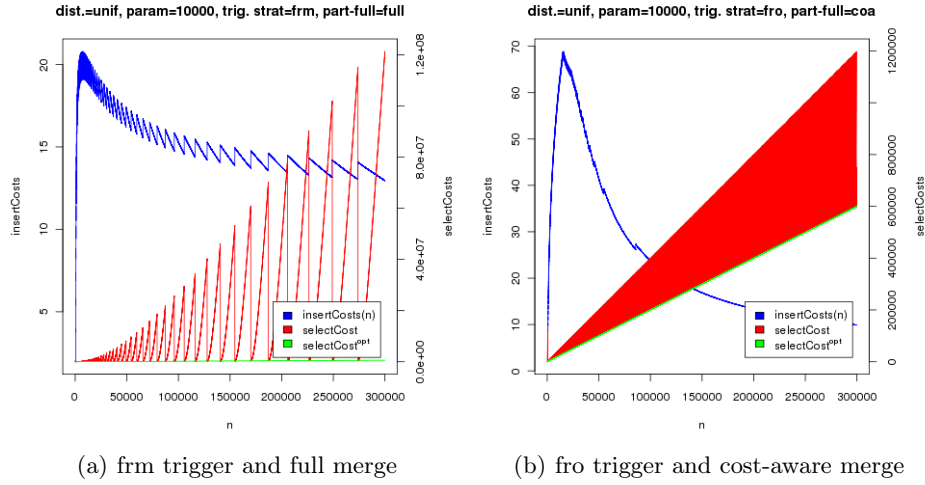 dist.=unif, param=10000, trig. strat=frm, part-full=full
insertCosts
5
10
15
20
0.0e+00
4.0e+07
8.0e+07
1.2e+08
selectCosts
insertCosts(n)
selectCost
selectCost^opt
0 50000 100000 150000 200000 250000 300000
n
(a) frm trigger and full merge
dist.=unif, param=10000, trig. strat=fro, part-full=coa
insertCosts
0
10
20
30
40
50
60
70
0
200000
400000
600000
800000
1000000
1200000
selectCosts
insertCosts(n)
selectCost
selectCost^opt
0 50000 100000 150000 200000 250000 300000
n
(b) fro trigger and cost-aware merge